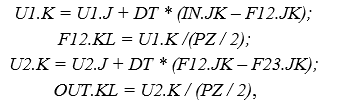 U1.K = U1.J + DT * (IN.JK – F12.JK);
F12.KL = U1.K /(PZ / 2);
U2.K = U2.J + DT * (F12.JK – F23.JK);
OUT.KL = U2.K / (PZ / 2),